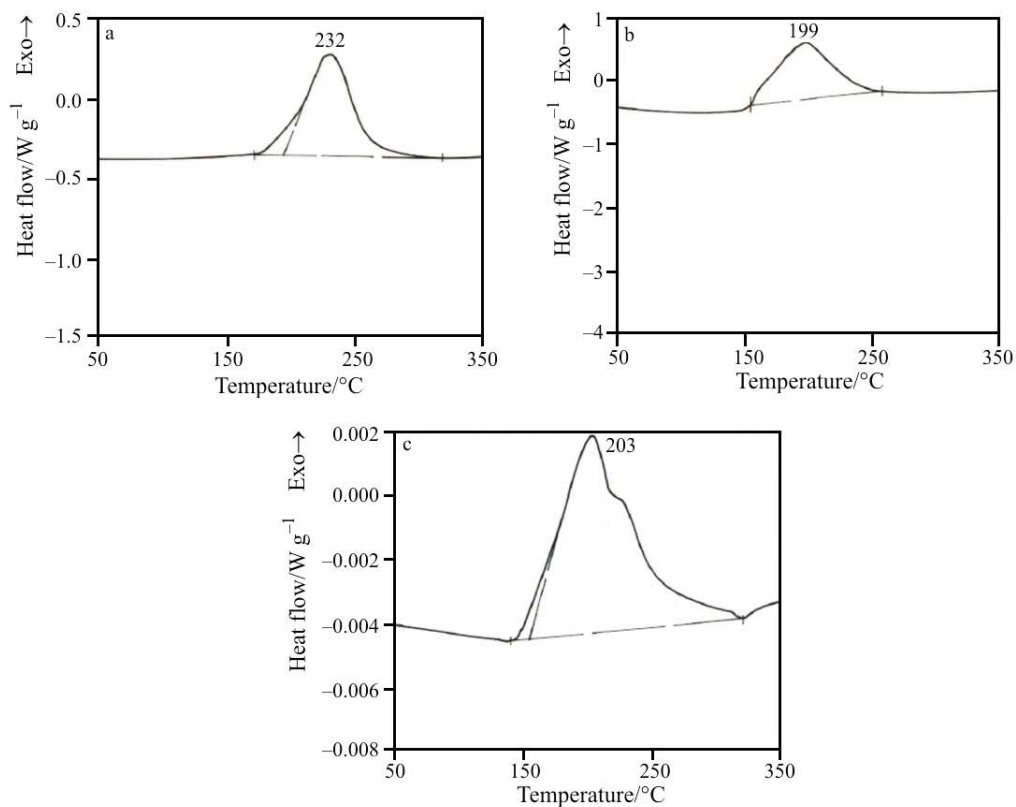 a
232
0.5
0.0
–0.5
–1.0
–1.5
Heat flow/W g⁻¹ Exo→
50 150 250 350
Temperature/°C
b
199
1
0
–1
–2
–3
–4
Heat flow/W g⁻¹ Exo→
50 150 250 350
Temperature/°C
c
203
0.002
0.000
–0.002
–0.004
–0.006
–0.008
Heat flow/W g⁻¹ Exo→
50 150 250 350
Temperature/°C